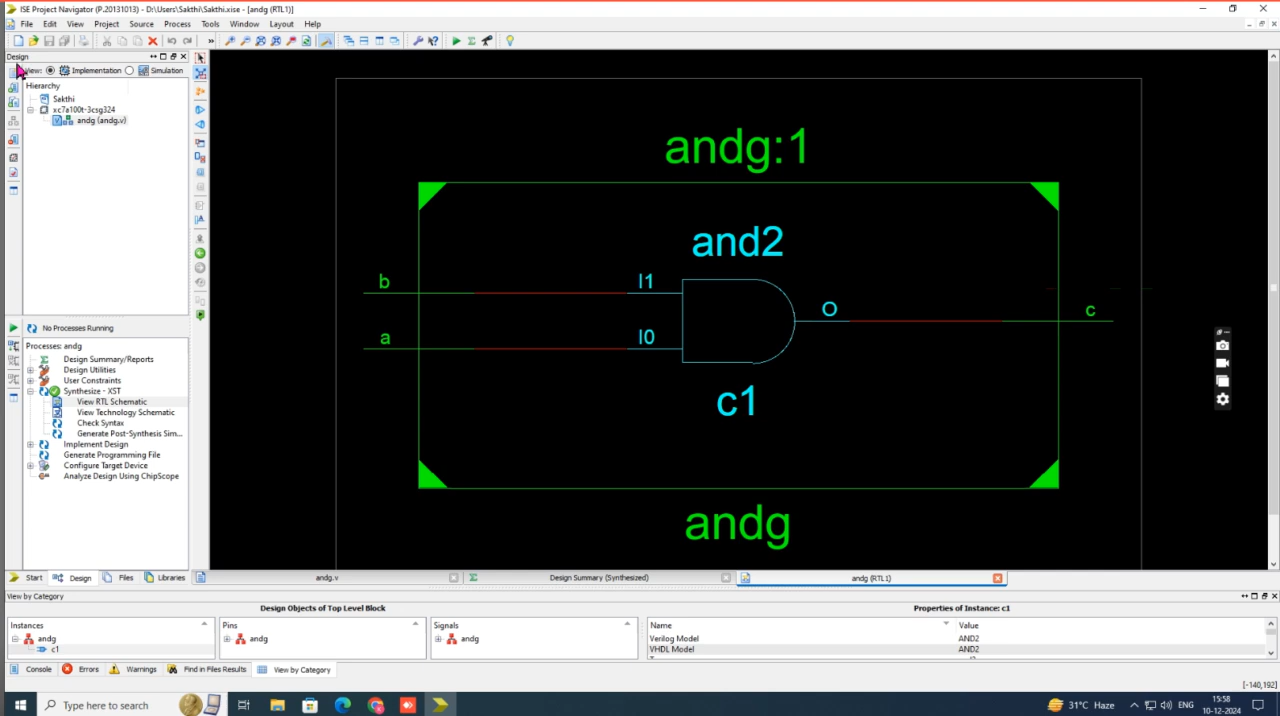 ISE Project Navigator (P.20131013) - D:\Users\Sakthi\Sakthi.xise - [andg (RTL1)]
File Edit View Project Source Process Tools Window Layout Help
Design
View: Implementation Simulation
Hierarchy
Sakthi
xc7a100t-3csg324
andg (andg.v)
No Processes Running
Processes: andg
Design Summary/Reports
Design Utilities
User Constraints
Synthesize - XST
View RTL Schematic
View Technology Schematic
Check Syntax
Generate Post-Synthesis Sim...
Implement Design
Generate Programming File
Configure Target Device
Analyze Design Using ChipScope
andg:1
and2
b I1
O
c
a I0
c1
andg
Start Design Files Libraries
andg.v Design Summary (Synthesized) andg (RTL1)
View by Category
Design Objects of Top Level Block Properties of Instance: c1
Instances Pins Signals Name Value
andg andg andg Verilog Model AND2
c1 VHDL Model AND2
Console Errors Warnings Find in Files Results View by Category
[-140,192]
Type here to search
31°C Haze ENG
15:58
10-12-2024